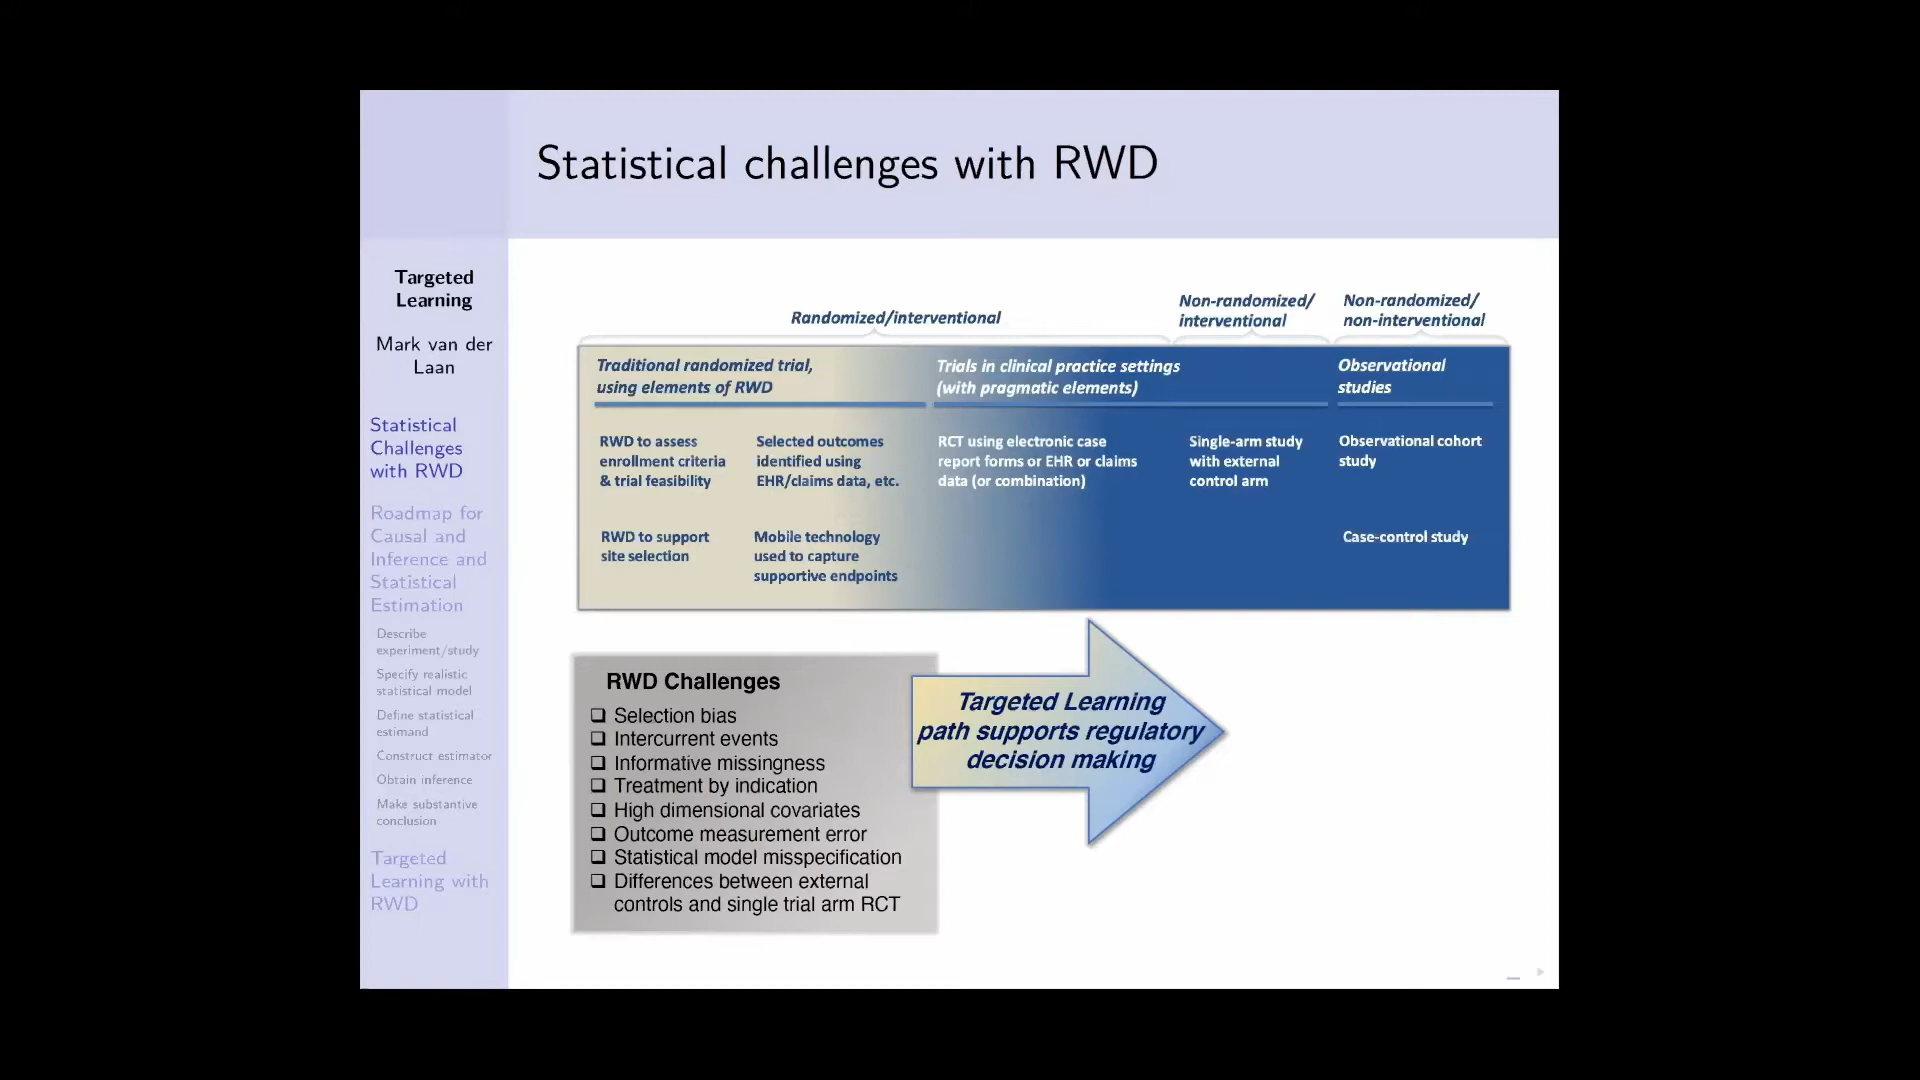 Statistical challenges with RWD
Targeted
Learning
Mark van der
Laan
Statistical
Challenges
with RWD
Roadmap for
Causal and
Inference and
Statistical
Estimation
Describe
experiment/study
Specify realistic
statistical model
Define statistical
estimand
Construct estimator
Obtain inference
Make substantive
conclusion
Targeted
Learning with
RWD
Randomized/interventional
Non-randomized/
interventional
Non-randomized/
non-interventional
Traditional randomized trial,
using elements of RWD
Trials in clinical practice settings
(with pragmatic elements)
Observational
studies
RWD to assess
enrollment criteria
& trial feasibility
Selected outcomes
identified using
EHR/claims data, etc.
RCT using electronic case
report forms or EHR or claims
data (or combination)
Single-arm study
with external
control arm
Observational cohort
study
RWD to support
site selection
Mobile technology
used to capture
supportive endpoints
Case-control study
RWD Challenges
❑ Selection bias
❑ Intercurrent events
❑ Informative missingness
❑ Treatment by indication
❑ High dimensional covariates
❑ Outcome measurement error
❑ Statistical model misspecification
❑ Differences between external
controls and single trial arm RCT
Targeted Learning
path supports regulatory
decision making